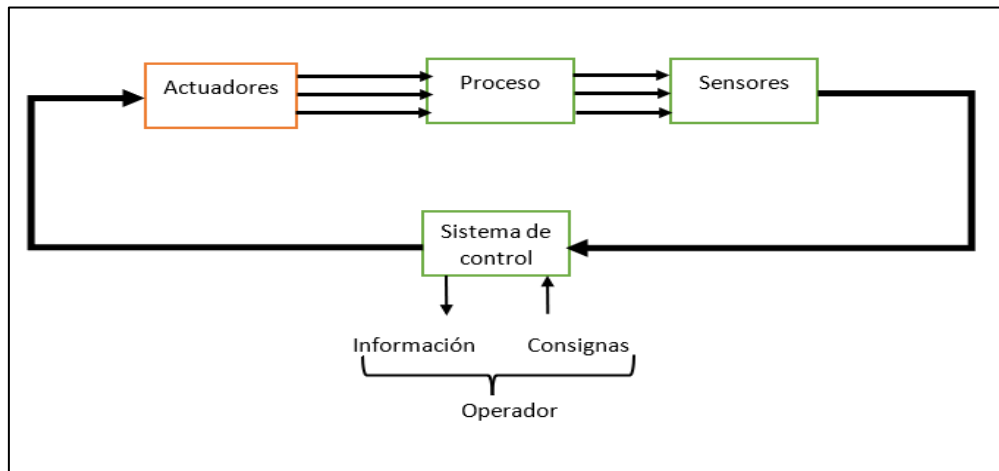 Actuadores
Proceso
Sensores
Sistema de
control
Información
Consignas
Operador